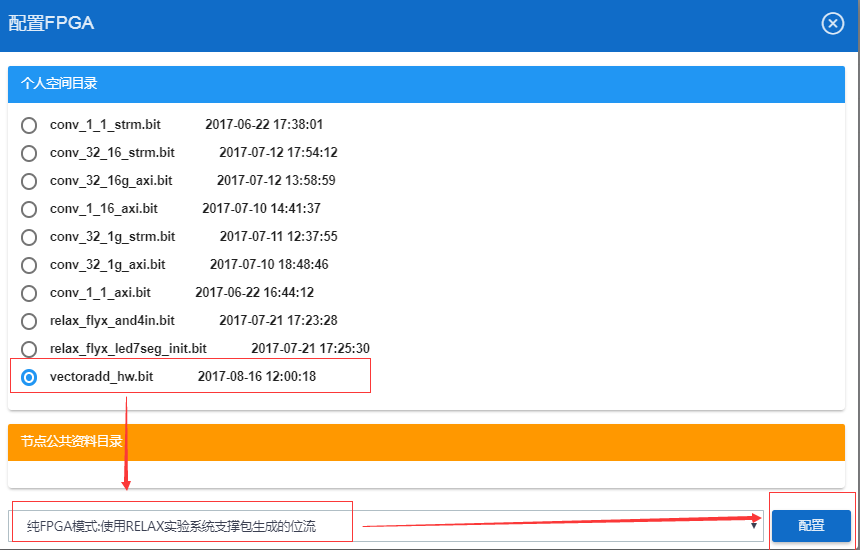 配置FPGA
个人空间目录
conv_1_1_strm.bit 2017-06-22 17:38:01
conv_32_16_strm.bit 2017-07-12 17:54:12
conv_32_16g_axi.bit 2017-07-12 13:58:59
conv_1_16_axi.bit 2017-07-10 14:41:37
conv_32_1g_strm.bit 2017-07-11 12:37:55
conv_32_1g_axi.bit 2017-07-10 18:48:46
conv_1_1_axi.bit 2017-06-22 16:44:12
relax_flyx_and4in.bit 2017-07-21 17:23:28
relax_flyx_led7seg_init.bit 2017-07-21 17:25:30
vectoradd_hw.bit 2017-08-16 12:00:18
节点公共资料目录
纯FPGA模式:使用RELAX实验系统支撑包生成的位流
配置